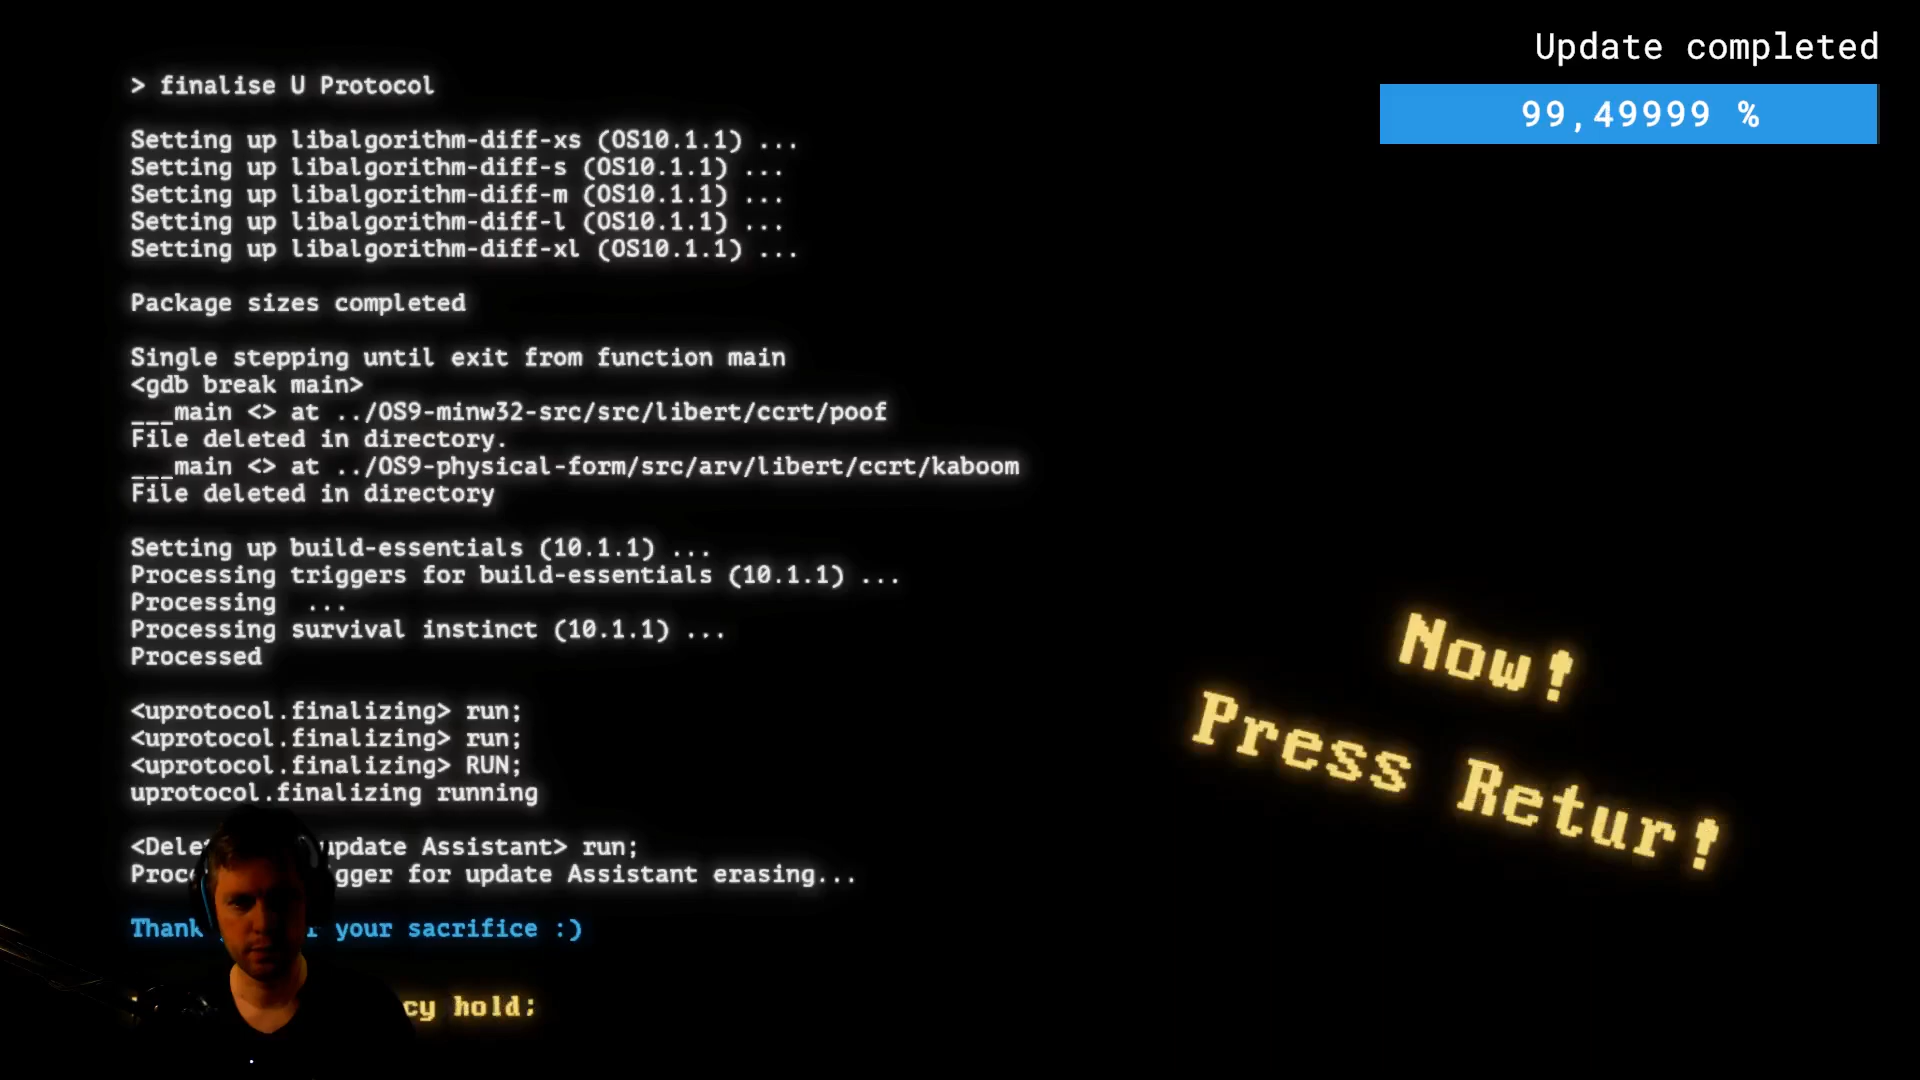 Update completed
99,49999 %
> finalise U Protocol
Setting up libalgorithm-diff-xs (OS10.1.1) ...
Setting up libalgorithm-diff-s (OS10.1.1) ...
Setting up libalgorithm-diff-m (OS10.1.1) ...
Setting up libalgorithm-diff-l (OS10.1.1) ...
Setting up libalgorithm-diff-xl (OS10.1.1) ...
Package sizes completed
Single stepping until exit from function main
<gdb break main>
___main <> at ../OS9-minw32-src/src/libert/ccrt/poof
File deleted in directory.
___main <> at ../OS9-physical-form/src/arv/libert/ccrt/kaboom
File deleted in directory
Setting up build-essentials (10.1.1) ...
Processing triggers for build-essentials (10.1.1) ...
Processing  ...
Processing survival instinct (10.1.1) ...
Processed
<uprotocol.finalizing> run;
<uprotocol.finalizing> run;
<uprotocol.finalizing> RUN;
uprotocol.finalizing running
update Assistant> run;
for update Assistant erasing...
Thank your sacrifice :)
hold;
Now!
Press Retur!